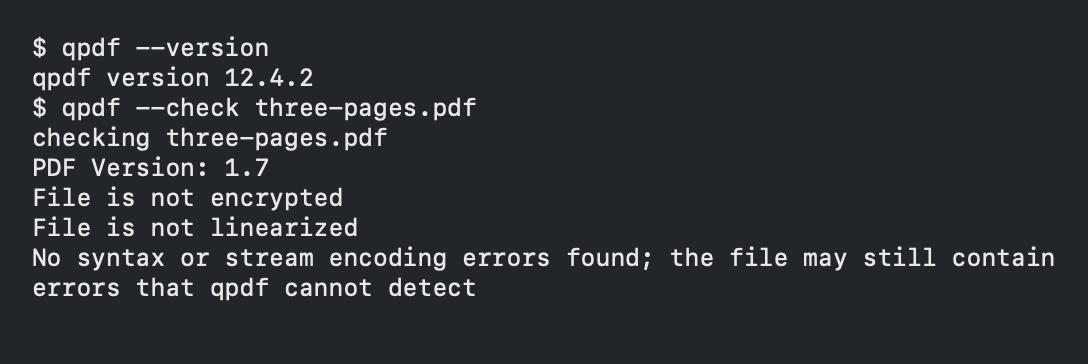 $ qpdf --version
qpdf version 12.4.2
$ qpdf --check three-pages.pdf
checking three-pages.pdf
PDF Version: 1.7
File is not encrypted
File is not linearized
No syntax or stream encoding errors found; the file may still contain
errors that qpdf cannot detect